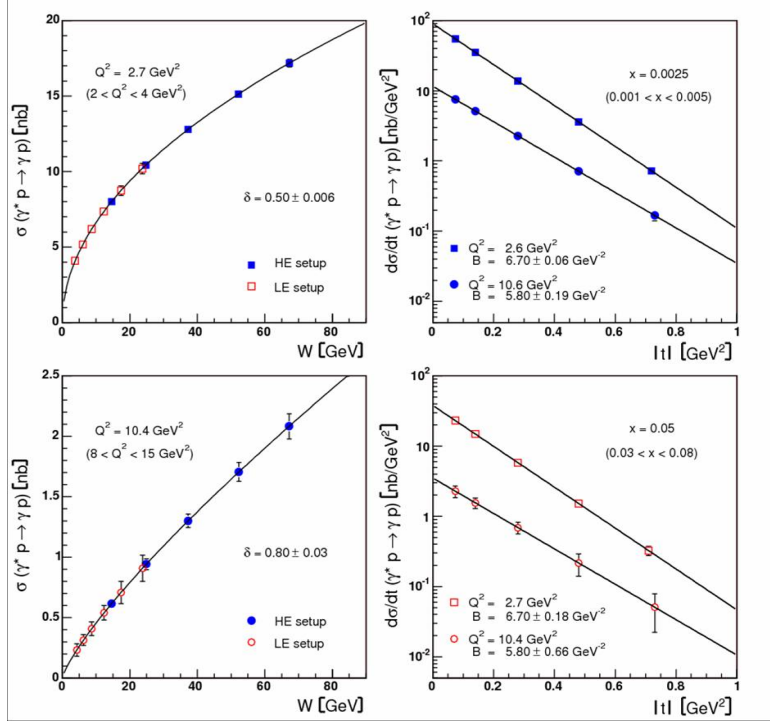 σ (γ* p → γ p) [nb]
20
15
10
5
0
Q² = 2.7 GeV²
(2 < Q² < 4 GeV²)
δ = 0.50 ± 0.006
HE setup
LE setup
0 20 40 60 80
W [GeV]
dσ/dt (γ* p → γ p) [nb/GeV²]
10²
10
1
10⁻¹
10⁻²
x = 0.0025
(0.001 < x < 0.005)
Q² = 2.6 GeV²
B = 6.70 ± 0.06 GeV⁻²
Q² = 10.6 GeV²
B = 5.80 ± 0.19 GeV⁻²
0 0.2 0.4 0.6 0.8 1
|t| [GeV²]
σ (γ* p → γ p) [nb]
2.5
2
1.5
1
0.5
0
Q² = 10.4 GeV²
(8 < Q² < 15 GeV²)
δ = 0.80 ± 0.03
HE setup
LE setup
0 20 40 60 80
W [GeV]
dσ/dt (γ* p → γ p) [nb/GeV²]
10²
10
1
10⁻¹
10⁻²
x = 0.05
(0.03 < x < 0.08)
Q² = 2.7 GeV²
B = 6.70 ± 0.18 GeV⁻²
Q² = 10.4 GeV²
B = 5.80 ± 0.66 GeV⁻²
0 0.2 0.4 0.6 0.8 1
|t| [GeV²]